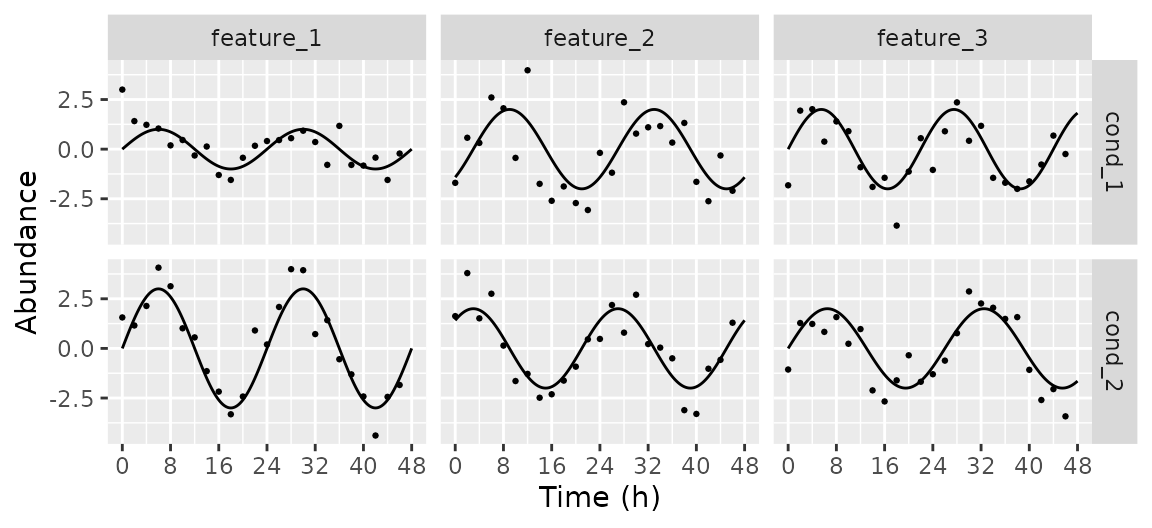 feature_1 feature_2 feature_3
2.5
0.0
-2.5
cond_1
Abundance
2.5
0.0
-2.5
cond_2
0 8 16 24 32 40 48 0 8 16 24 32 40 48 0 8 16 24 32 40 48
Time (h)